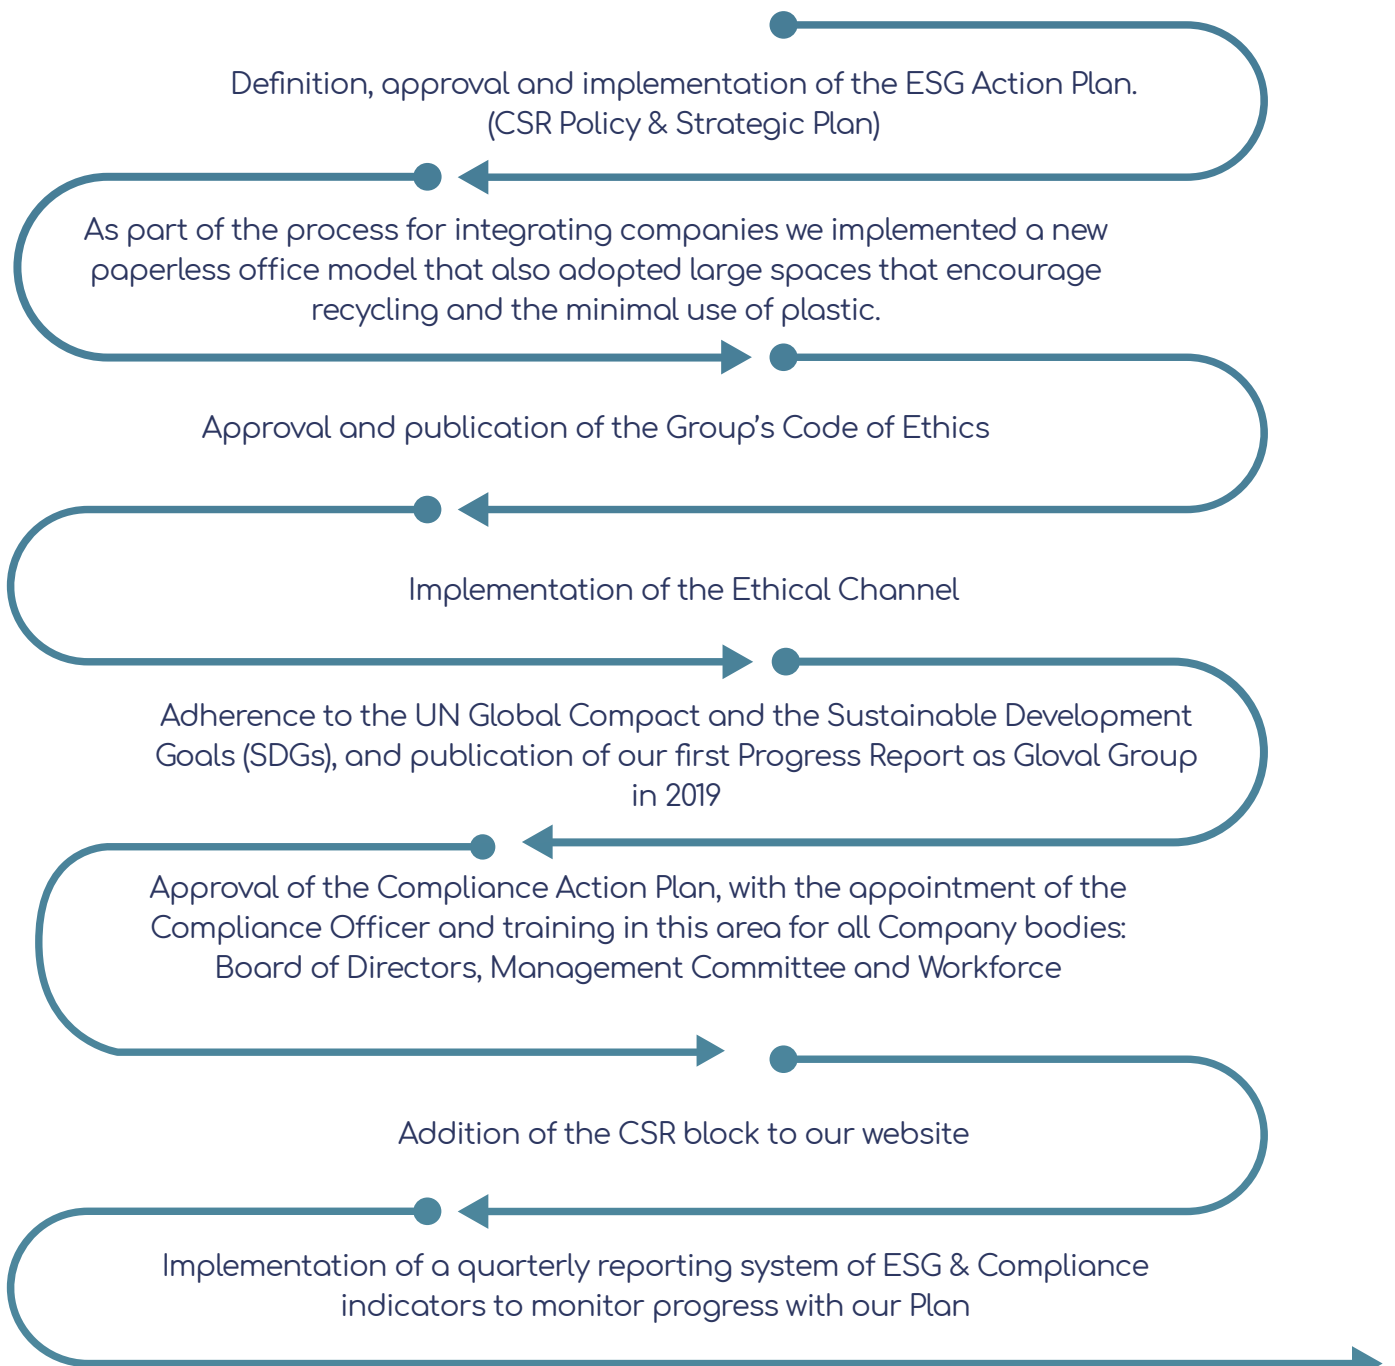 Definition, approval and implementation of the ESG Action Plan.
(CSR Policy & Strategic Plan)
As part of the process for integrating companies we implemented a new
paperless office model that also adopted large spaces that encourage
recycling and the minimal use of plastic.
Approval and publication of the Group’s Code of Ethics
Implementation of the Ethical Channel
Adherence to the UN Global Compact and the Sustainable Development
Goals (SDGs), and publication of our first Progress Report as Gloval Group
in 2019
Approval of the Compliance Action Plan, with the appointment of the
Compliance Officer and training in this area for all Company bodies:
Board of Directors, Management Committee and Workforce
Addition of the CSR block to our website
Implementation of a quarterly reporting system of ESG & Compliance
indicators to monitor progress with our Plan